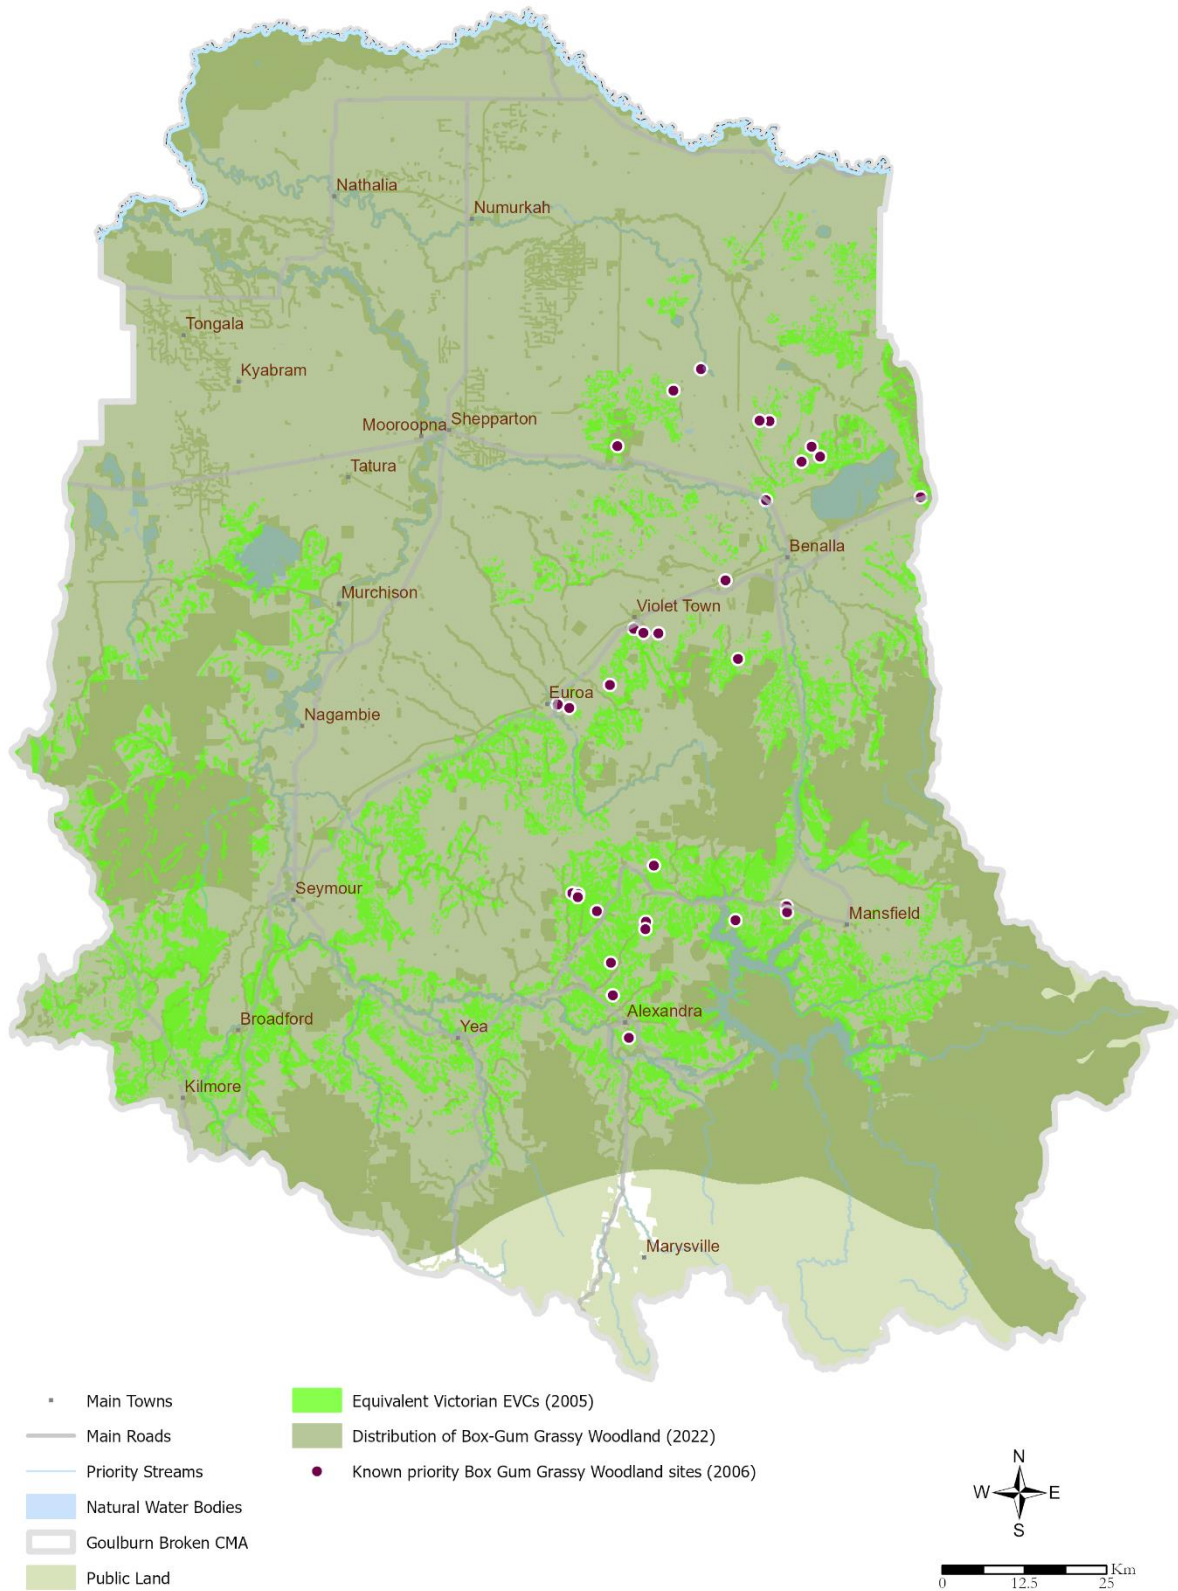 Nathalia
Numurkah
Tongala
Kyabram
Mooroopna
Shepparton
Tatura
Benalla
Murchison
Violet Town
Euroa
Nagambie
Seymour
Mansfield
Alexandra
Broadford
Yea
Kilmore
Marysville
Main Towns
Main Roads
Priority Streams
Natural Water Bodies
Goulburn Broken CMA
Public Land
Equivalent Victorian EVCs (2005)
Distribution of Box-Gum Grassy Woodland (2022)
Known priority Box Gum Grassy Woodland sites (2006)
N
W E
S
Km
0 12.5 25